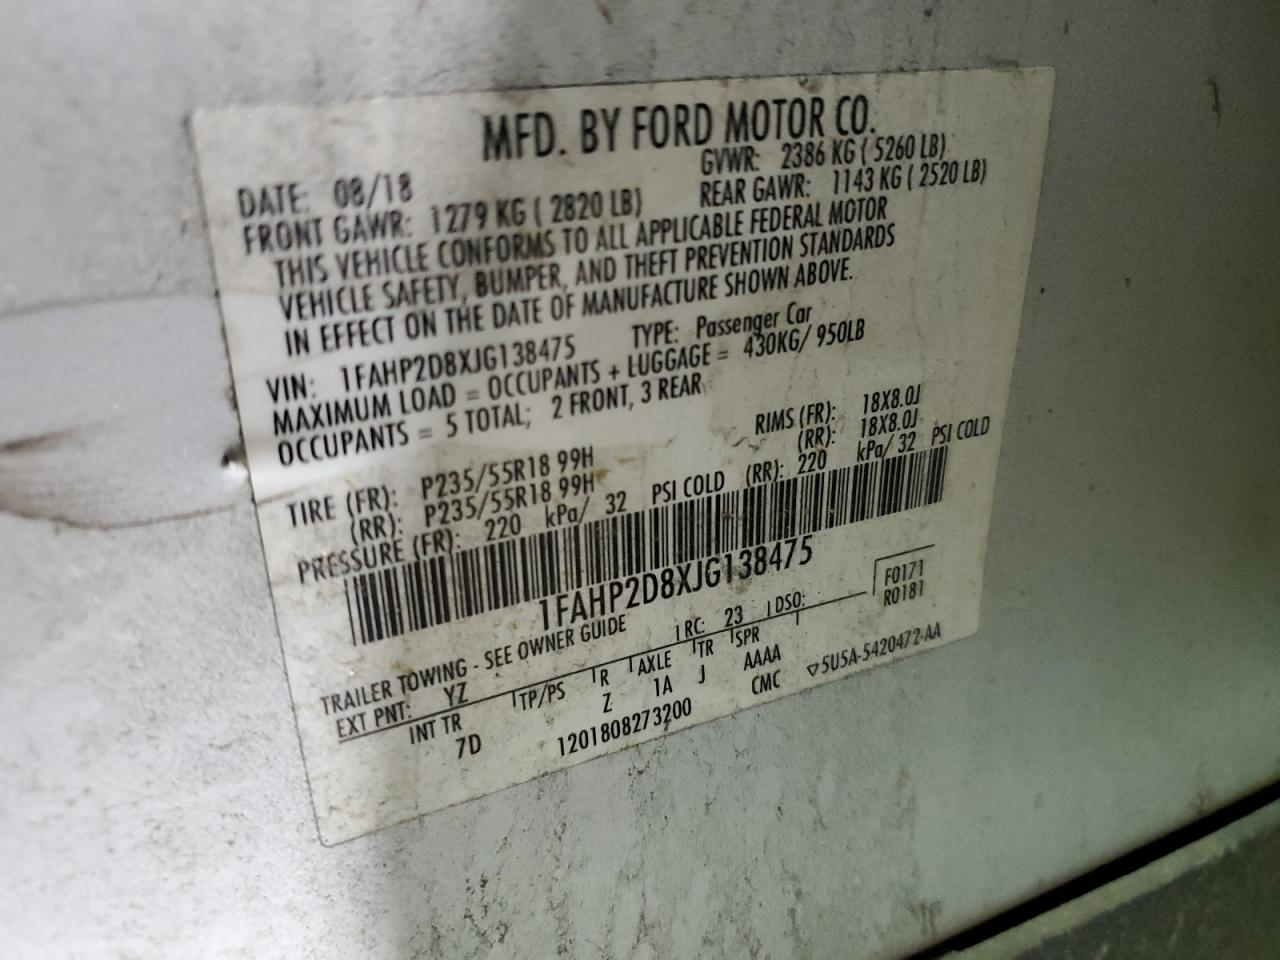 MFD. BY FORD MOTOR CO.
DATE: 08/18 GVWR: 2386 KG ( 5260 LB)
FRONT GAWR: 1279 KG ( 2820 LB) REAR GAWR: 1143 KG ( 2520 LB)
THIS VEHICLE CONFORMS TO ALL APPLICABLE FEDERAL MOTOR
VEHICLE SAFETY, BUMPER, AND THEFT PREVENTION STANDARDS
IN EFFECT ON THE DATE OF MANUFACTURE SHOWN ABOVE.
VIN: 1FAHP2D8XJG138475 TYPE: Passenger Car
MAXIMUM LOAD = OCCUPANTS + LUGGAGE = 430KG/ 950LB
OCCUPANTS = 5 TOTAL; 2 FRONT, 3 REAR
TIRE (FR): P235/55R18 99H RIMS (FR): 18X8.0J
(RR): P235/55R18 99H (RR): 18X8.0J
PRESSURE (FR): 220 kPa/ 32 PSI COLD (RR): 220 kPa/ 32 PSI COLD
1FAHP2D8XJG138475
TRAILER TOWING - SEE OWNER GUIDE
F0171
EXT PNT: YZ RC: 23 DSO: R0181
INT TR TP/PS R AXLE TR SPR
7D Z 1A J AAAA
1201808273200 CMC 5U5A-5420472-AA